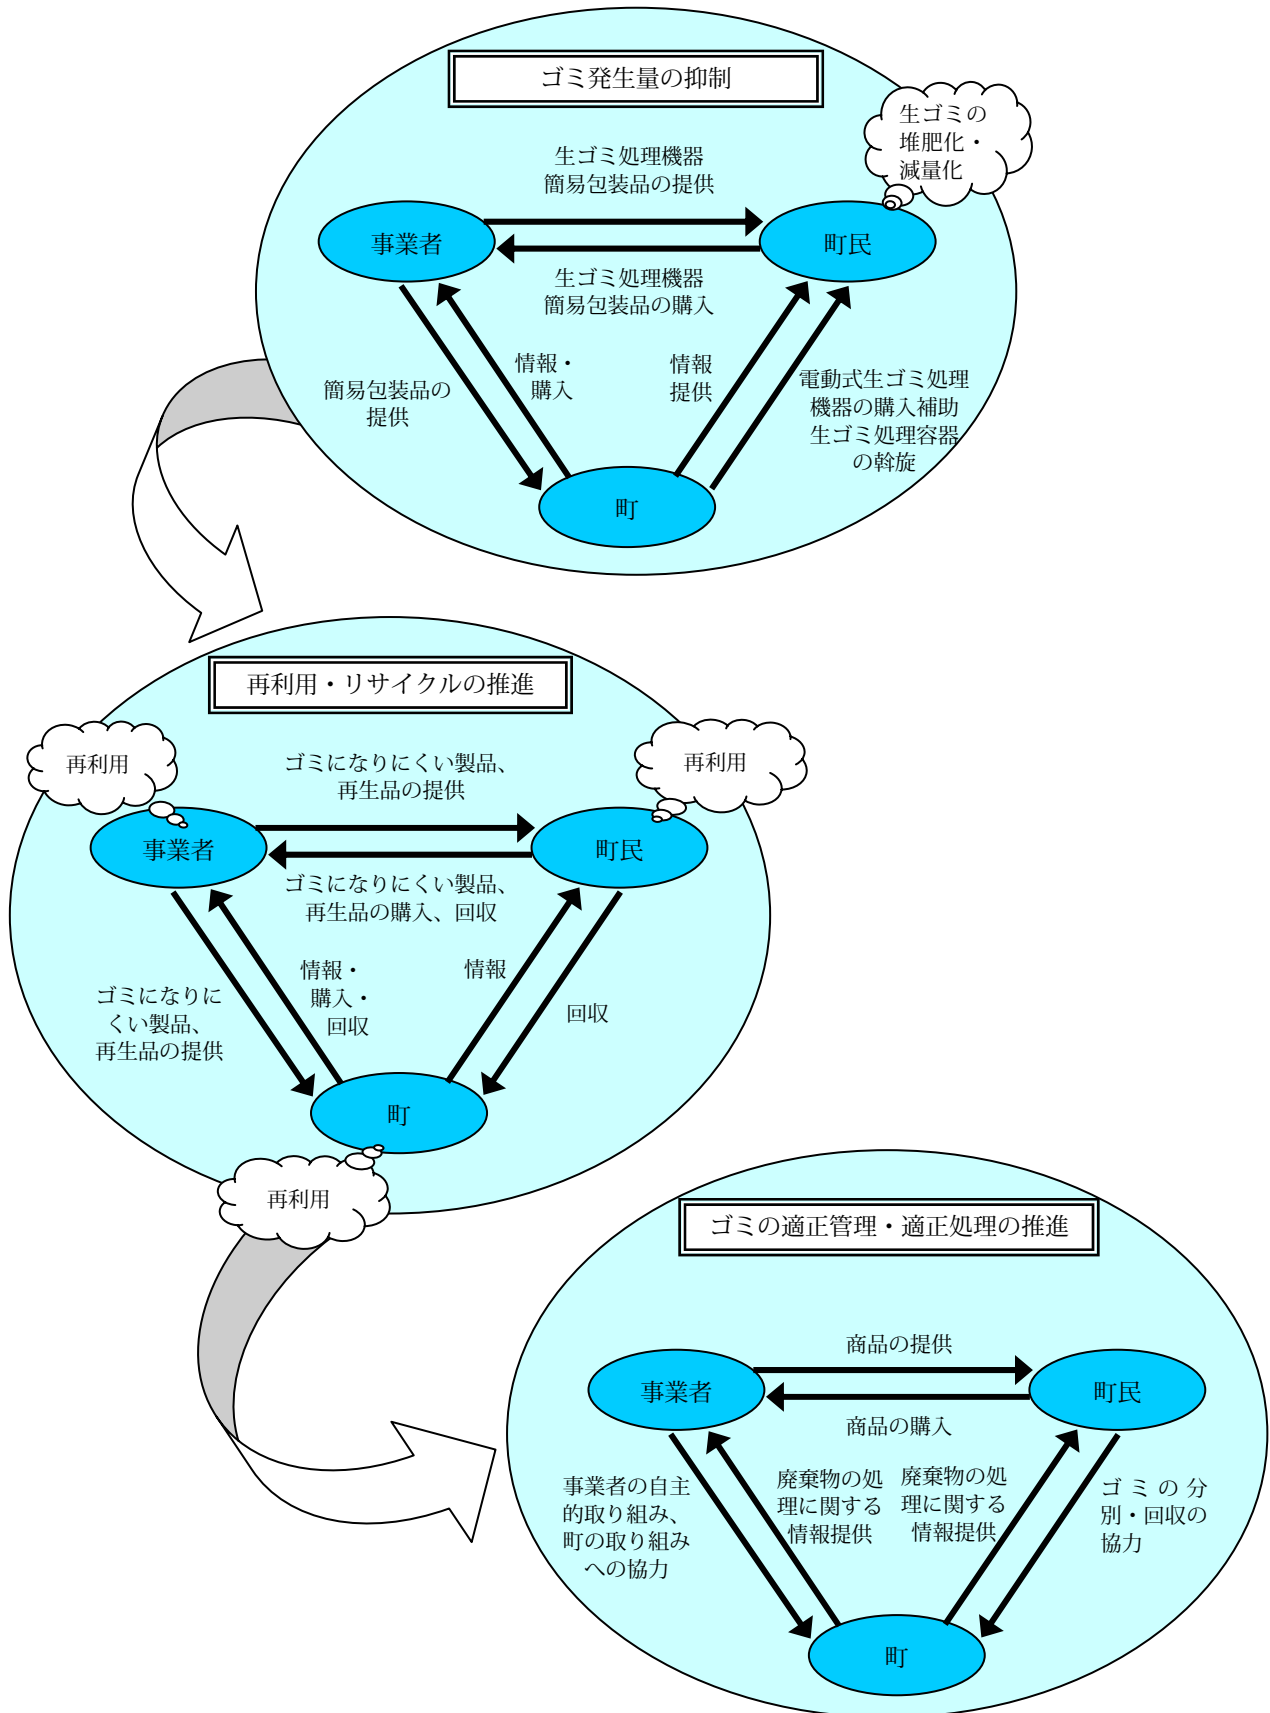 ゴミ発生量の抑制
生ゴミの
堆肥化・
減量化
生ゴミ処理機器
簡易包装品の提供
事業者
町民
生ゴミ処理機器
簡易包装品の購入
情報・
購入
情報
提供
簡易包装品の
提供
電動式生ゴミ処理
機器の購入補助
生ゴミ処理容器
の斡旋
町
再利用・リサイクルの推進
再利用
再利用
ゴミになりにくい製品、
再生品の提供
事業者
町民
ゴミになりにくい製品、
再生品の購入、回収
情報・
購入・
回収
情報
ゴミになりに
くい製品、
再生品の提供
回収
町
再利用
ゴミの適正管理・適正処理の推進
商品の提供
事業者
町民
商品の購入
事業者の自主
的取り組み、
町の取り組み
への協力
廃棄物の処
理に関する
情報提供
廃棄物の処
理に関する
情報提供
ゴミの分
別・回収の
協力
町